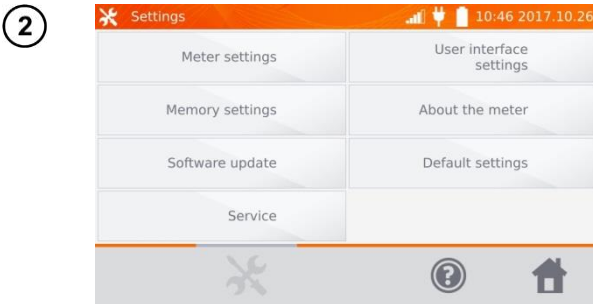 2
Settings
10:46 2017.10.26
Meter settings
User interface
settings
Memory settings
About the meter
Software update
Default settings
Service
?